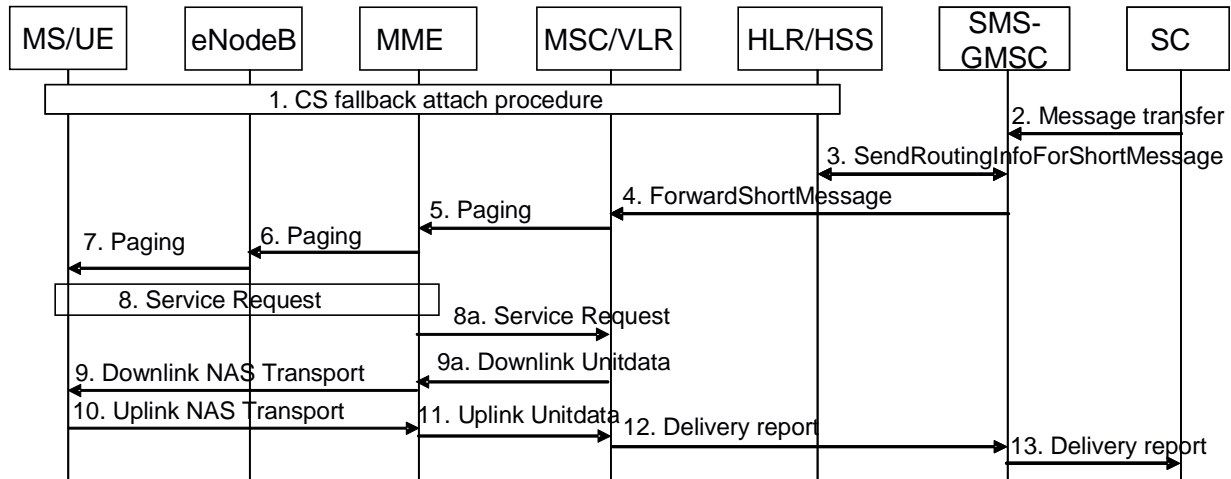 MS/UE
eNodeB
MME
MSC/VLR
HLR/HSS
SMS-
GMSC
SC
1. CS fallback attach procedure
2. Message transfer
3. SendRoutingInfoForShortMessage
4. ForwardShortMessage
5. Paging
6. Paging
7. Paging
8. Service Request
8a. Service Request
9a. Downlink Unitdata
9. Downlink NAS Transport
10. Uplink NAS Transport
11. Uplink Unitdata
12. Delivery report
13. Delivery report